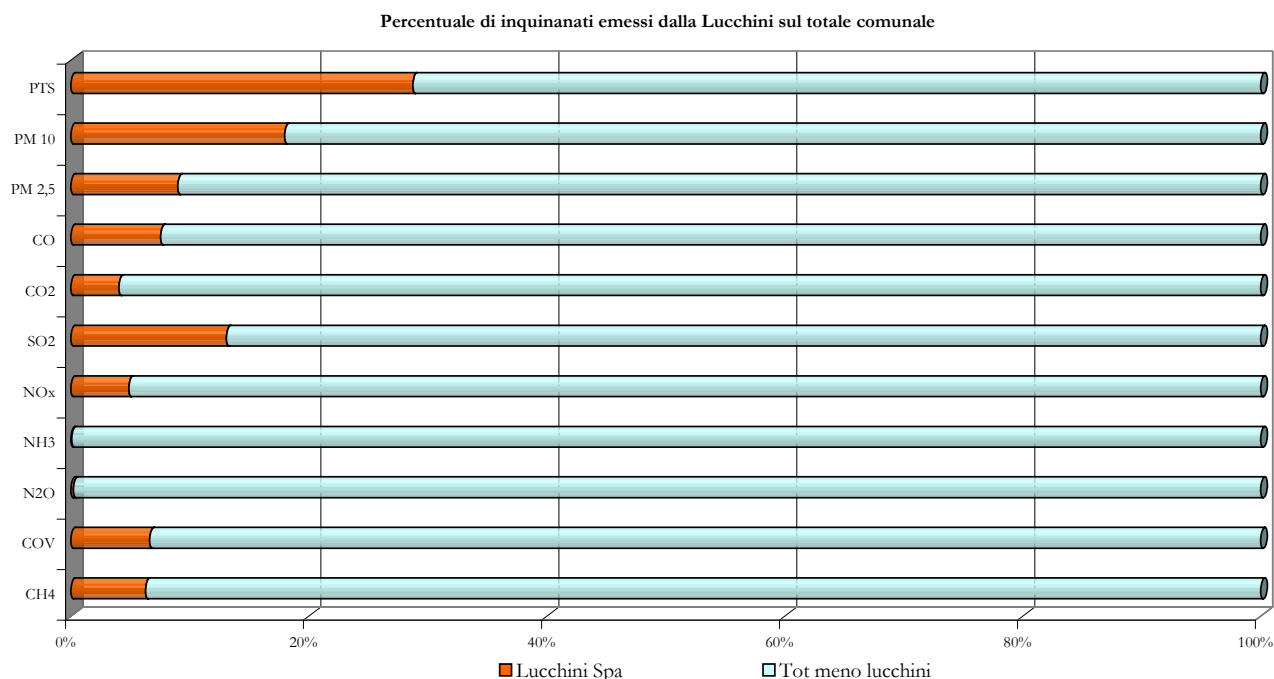 Percentuale di inquinanati emessi dalla Lucchini sul totale comunale
PTS
PM 10
PM 2,5
CO
CO2
SO2
NOx
NH3
N2O
COV
CH4
0% 20% 40% 60% 80% 100%
Lucchini Spa Tot meno lucchini